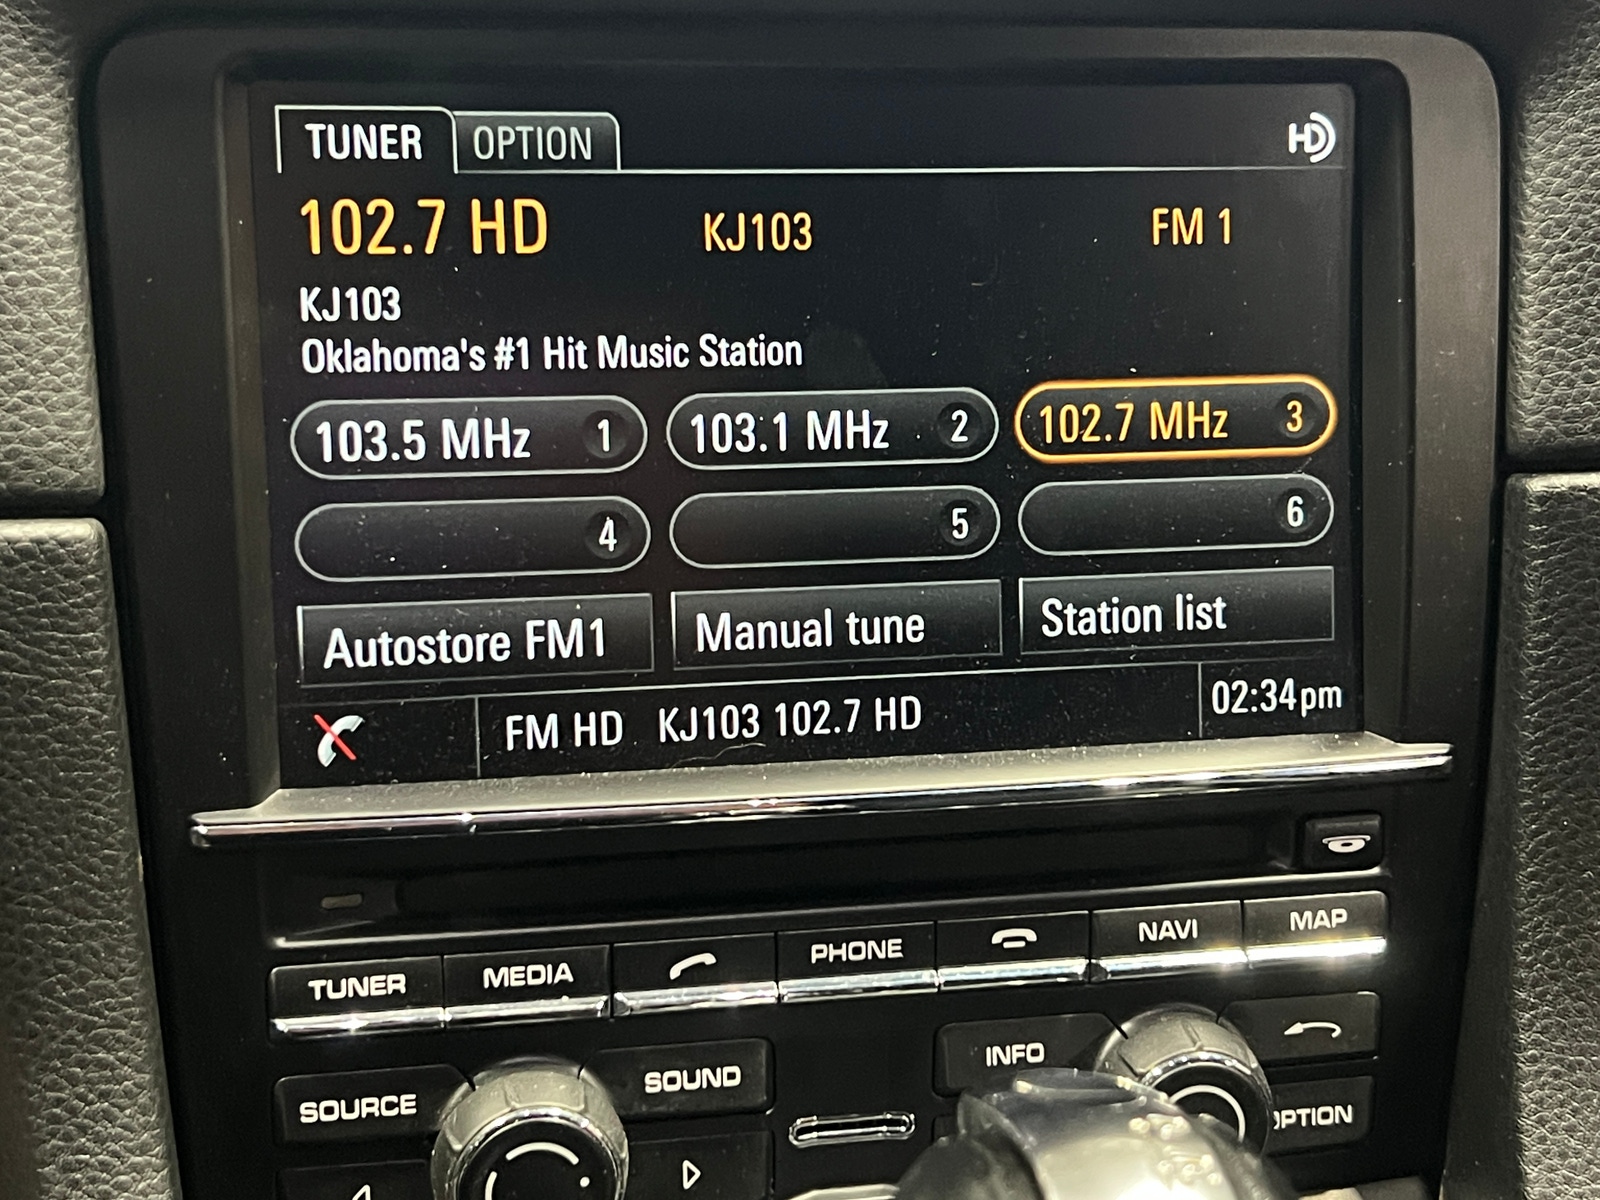 TUNER OPTION HD
102.7 HD KJ103 FM 1
KJ103
Oklahoma's #1 Hit Music Station
103.5 MHz 1 103.1 MHz 2 102.7 MHz 3
4 5 6
Autostore FM1 Manual tune Station list
FM HD KJ103 102.7 HD 02:34pm
TUNER MEDIA PHONE NAVI MAP
SOURCE SOUND INFO OPTION